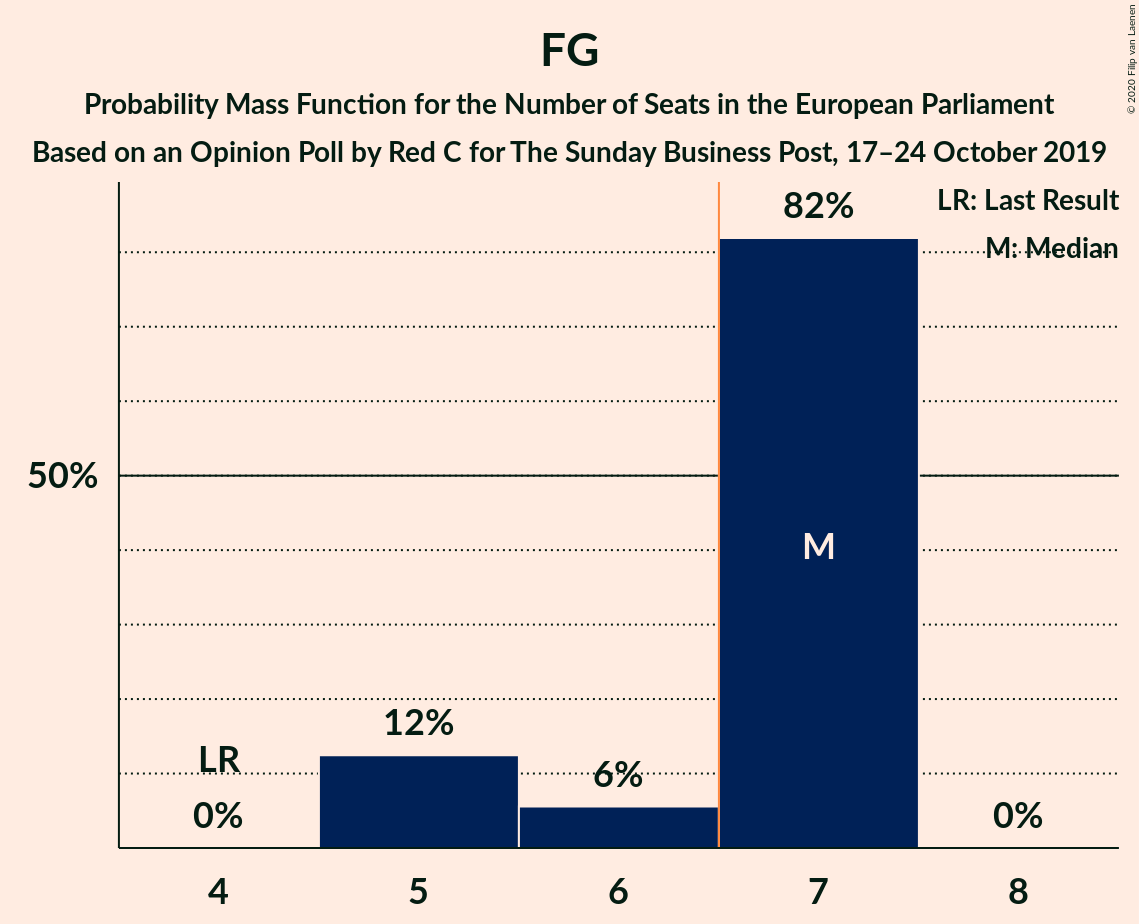 FG
Probability Mass Function for the Number of Seats in the European Parliament
Based on an Opinion Poll by Red C for The Sunday Business Post, 17–24 October 2019
© 2020 Filip van Laenen
LR: Last Result
M: Median
82%
50%
M
12%
LR
6%
0%
0%
4 5 6 7 8